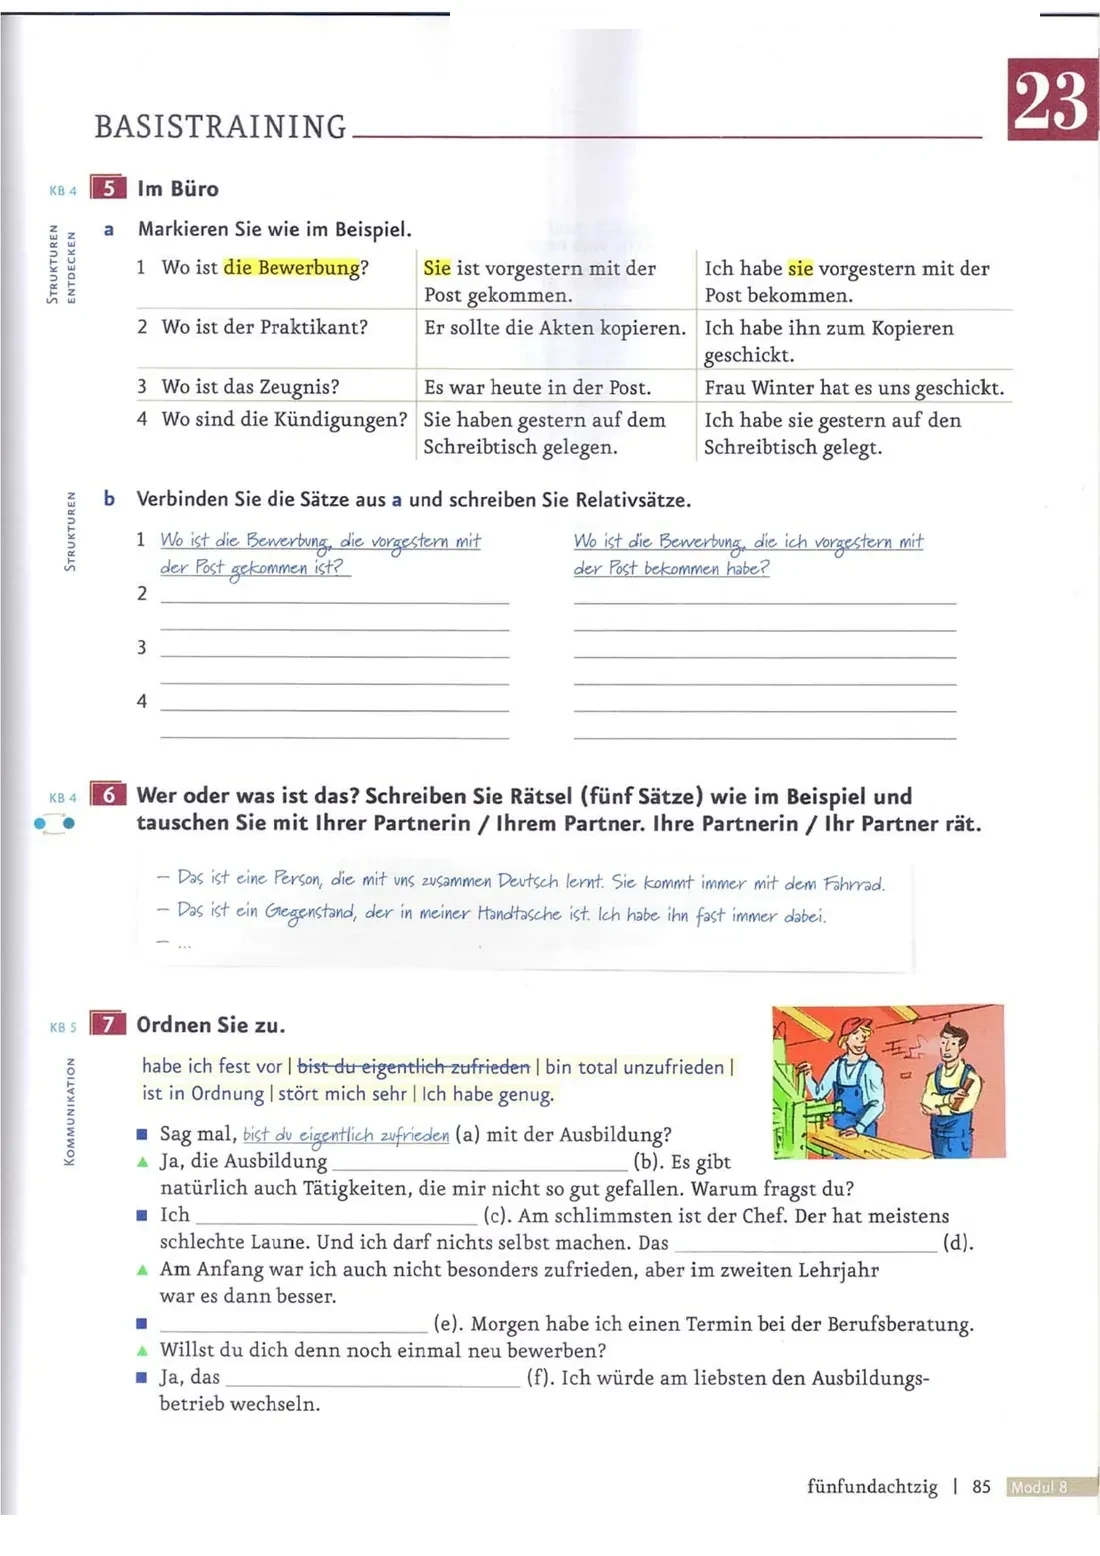 23
BASISTRAINING
KB 4 5 Im Büro
STRUKTUREN ENTDECKEN
a Markieren Sie wie im Beispiel.
1 Wo ist die Bewerbung? Sie ist vorgestern mit der Ich habe sie vorgestern mit der
Post gekommen. Post bekommen.
2 Wo ist der Praktikant? Er sollte die Akten kopieren. Ich habe ihn zum Kopieren
geschickt.
3 Wo ist das Zeugnis? Es war heute in der Post. Frau Winter hat es uns geschickt.
4 Wo sind die Kündigungen? Sie haben gestern auf dem Ich habe sie gestern auf den
Schreibtisch gelegen. Schreibtisch gelegt.
STRUKTUREN
b Verbinden Sie die Sätze aus a und schreiben Sie Relativsätze.
1 Wo ist die Bewerbung, die vorgestern mit Wo ist die Bewerbung, die ich vorgestern mit
der Post gekommen ist? der Post bekommen habe?
2
3
4
KB 4 6 Wer oder was ist das? Schreiben Sie Rätsel (fünf Sätze) wie im Beispiel und
tauschen Sie mit Ihrer Partnerin / Ihrem Partner. Ihre Partnerin / Ihr Partner rät.
– Das ist eine Person, die mit uns zusammen Deutsch lernt. Sie kommt immer mit dem Fahrrad.
– Das ist ein Gegenstand, der in meiner Handtasche ist. Ich habe ihn fast immer dabei.
– ...
KB 5 7 Ordnen Sie zu.
KOMMUNIKATION
habe ich fest vor | bist du eigentlich zufrieden | bin total unzufrieden |
ist in Ordnung | stört mich sehr | Ich habe genug.
■ Sag mal, bist du eigentlich zufrieden (a) mit der Ausbildung?
▲ Ja, die Ausbildung ______ (b). Es gibt
natürlich auch Tätigkeiten, die mir nicht so gut gefallen. Warum fragst du?
■ Ich ______ (c). Am schlimmsten ist der Chef. Der hat meistens
schlechte Laune. Und ich darf nichts selbst machen. Das ______ (d).
▲ Am Anfang war ich auch nicht besonders zufrieden, aber im zweiten Lehrjahr
war es dann besser.
■ ______ (e). Morgen habe ich einen Termin bei der Berufsberatung.
▲ Willst du dich denn noch einmal neu bewerben?
■ Ja, das ______ (f). Ich würde am liebsten den Ausbildungs-
betrieb wechseln.
fünfundachtzig | 85 Modul 8